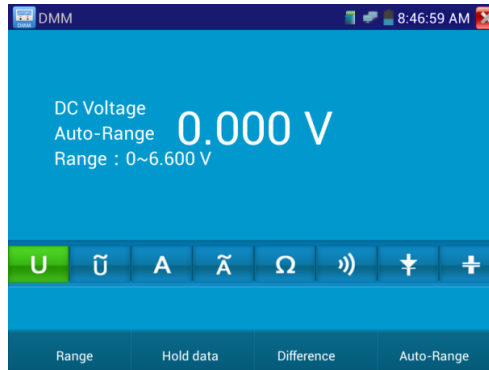 DMM
DMM
8:46:59 AM
DC Voltage
Auto-Range
0.000 V
Range : 0~6.600 V
U Ũ A Ã Ω
Range Hold data Difference Auto-Range